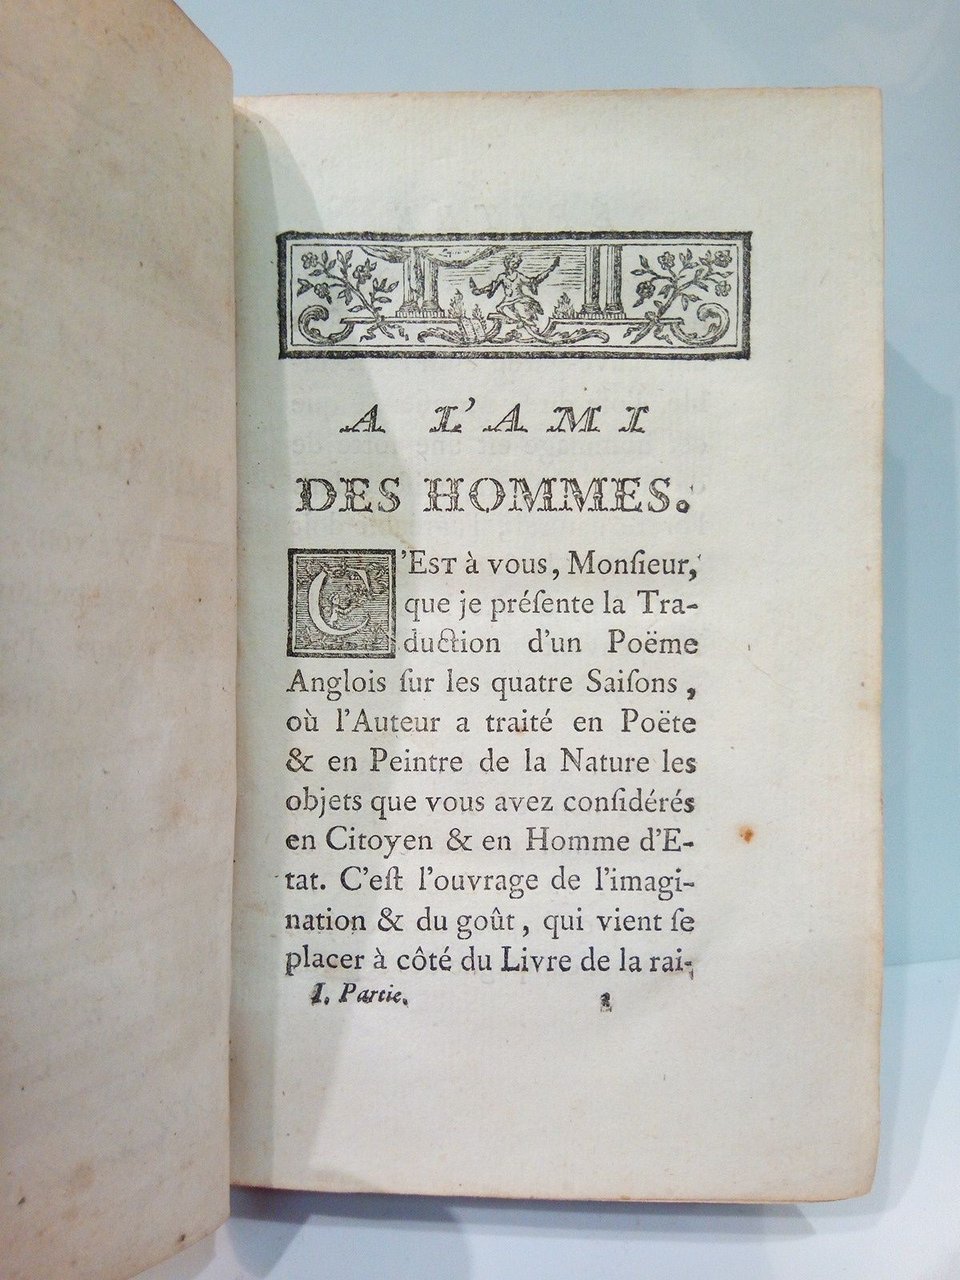 A L'AMI
DES HOMMES.
C'EST à vous, Monſieur,
que je préſente la Tra-
duction d'un Poëme
Anglois ſur les quatre Saiſons,
où l'Auteur a traité en Poëte
& en Peintre de la Nature les
objets que vous avez conſidérés
en Citoyen & en Homme d'E-
tat. C'eſt l'ouvrage de l'imagi-
nation & du goût, qui vient ſe
placer à côté du Livre de la rai-
I. Partie.